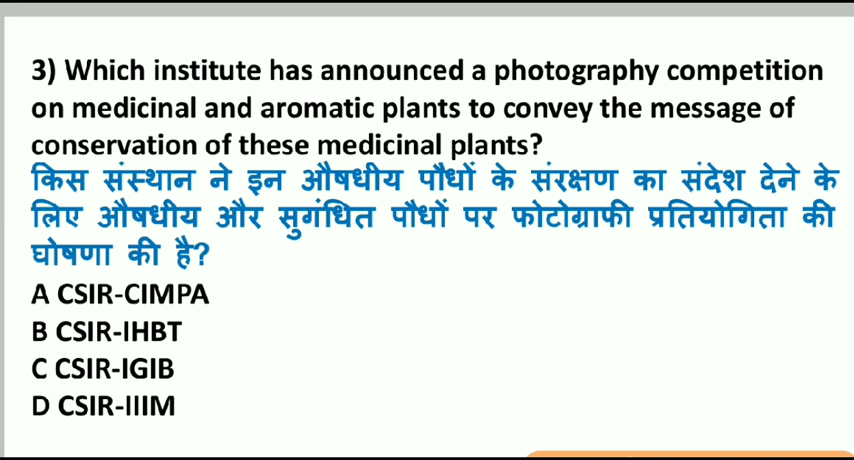 3) Which institute has announced a photography competition
on medicinal and aromatic plants to convey the message of
conservation of these medicinal plants?
किस संस्थान ने इन औषधीय पौधों के संरक्षण का संदेश देने के
लिए औषधीय और सुगंधित पौधों पर फोटोग्राफी प्रतियोगिता की
घोषणा की है?
A CSIR-CIMPA
B CSIR-IHBT
C CSIR-IGIB
D CSIR-IIIM